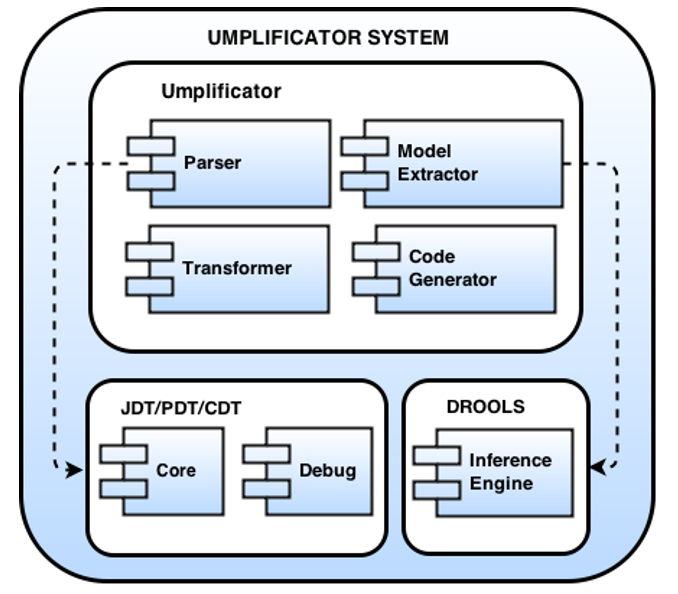 UMPLIFICATOR SYSTEM
Umplificator
Parser
Model
Extractor
Transformer
Code
Generator
JDT/PDT/CDT
Core
Debug
DROOLS
Inference
Engine